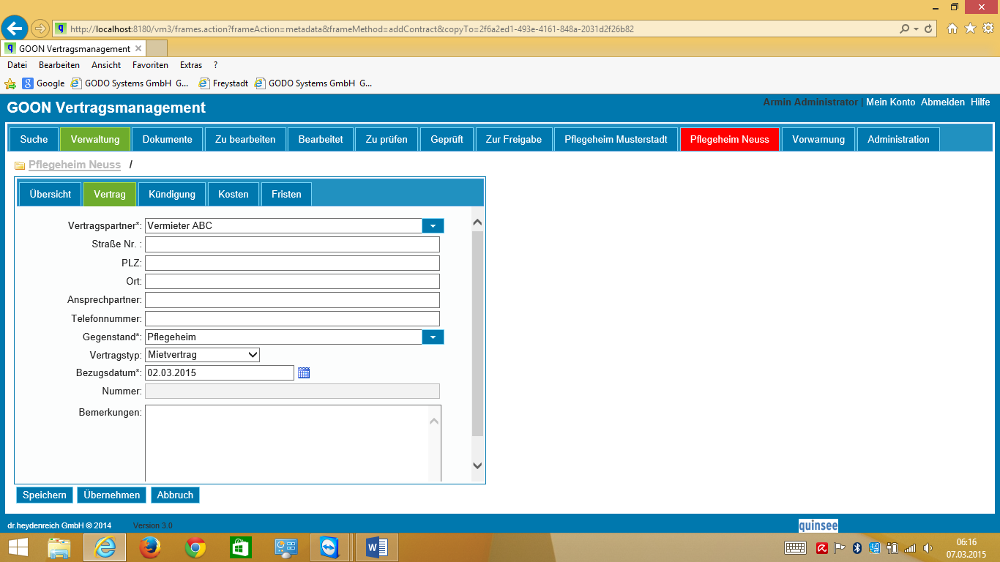 http://localhost:8180/vm3/frames.action?frameAction=metadata&frameMethod=addContract&copyTo=2f6a2ed1-493e-4161-848a-2031d2f26b82
GOON Vertragsmanagement
Datei Bearbeiten Ansicht Favoriten Extras ?
Google GODO Systems GmbH G... Freystadt GODO Systems GmbH G...
GOON Vertragsmanagement
Armin Administrator | Mein Konto Abmelden Hilfe
Suche Verwaltung Dokumente Zu bearbeiten Bearbeitet Zu prüfen Geprüft Zur Freigabe Pflegeheim Musterstadt Pflegeheim Neuss Vorwarnung Administration
Pflegeheim Neuss /
Übersicht Vertrag Kündigung Kosten Fristen
Vertragspartner*: Vermieter ABC
Straße Nr. :
PLZ:
Ort:
Ansprechpartner:
Telefonnummer:
Gegenstand*: Pflegeheim
Vertragstyp: Mietvertrag
Bezugsdatum*: 02.03.2015
Nummer:
Bemerkungen:
Speichern Übernehmen Abbruch
dr.heydenreich GmbH © 2014 Version 3.0 quinsee
06:16
07.03.2015